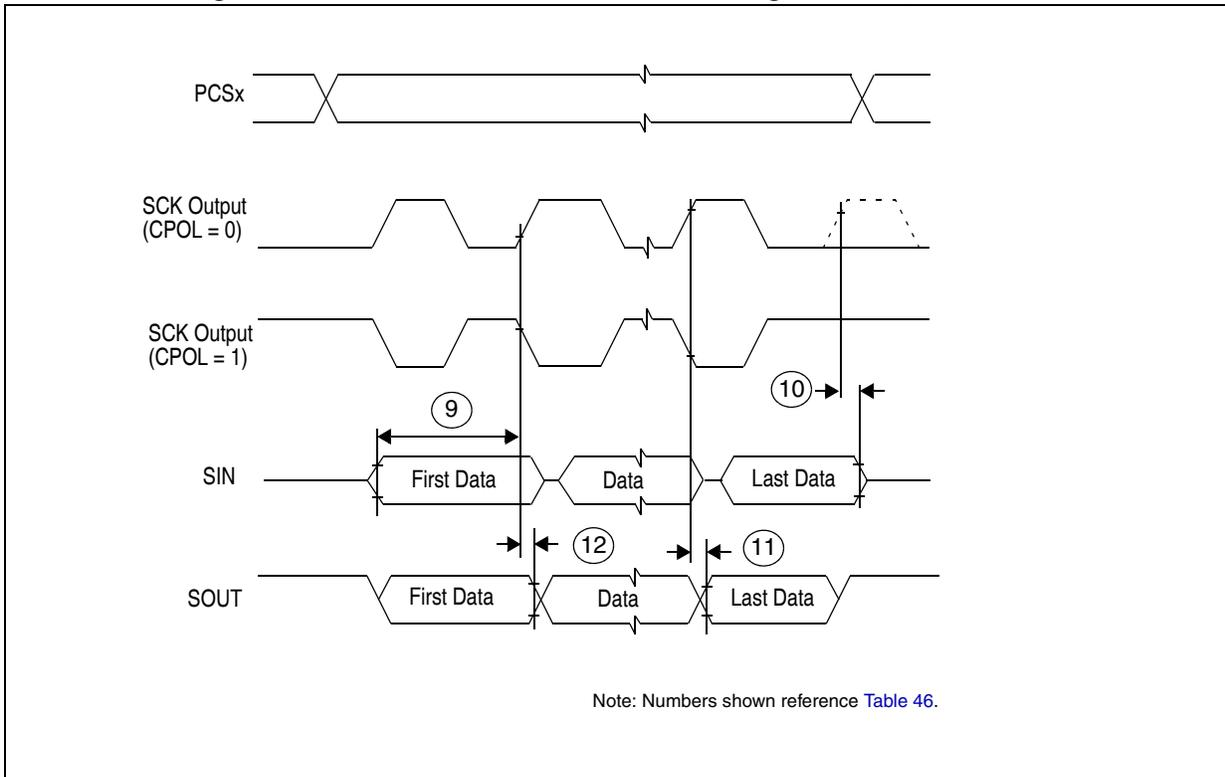 PCSx
SCK Output
(CPOL = 0)
SCK Output
(CPOL = 1)
10
9
SIN
First Data
Data
Last Data
12
11
SOUT
First Data
Data
Last Data
Note: Numbers shown reference Table 46.